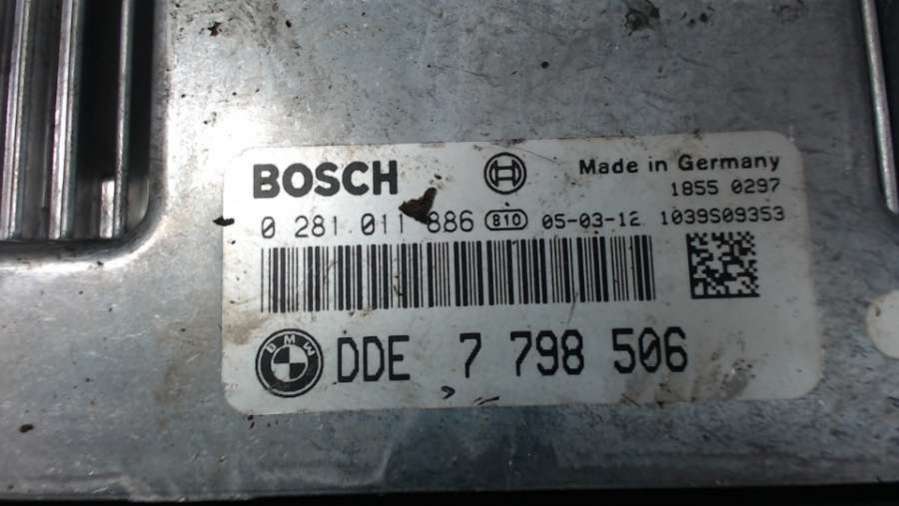 BOSCH
Made in Germany
1855 0297
0 281 011 886 810 05-03-12 1039S09353
BMW DDE 7 798 506